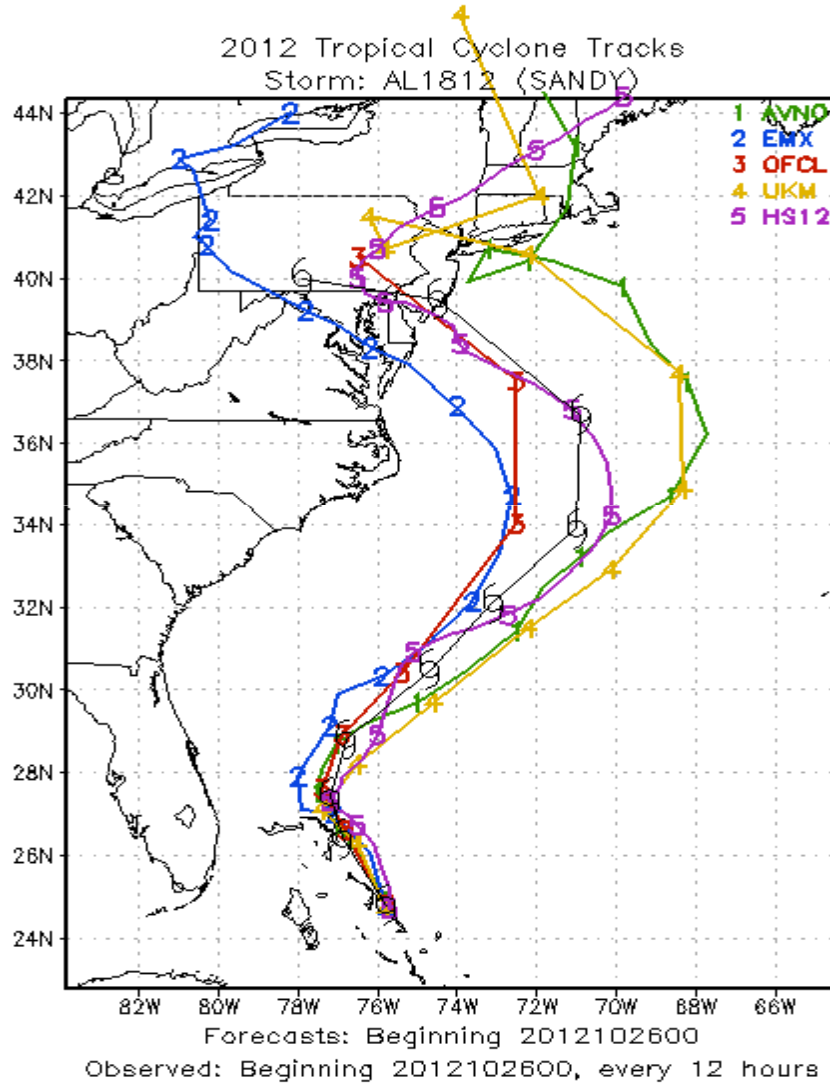 2012 Tropical Cyclone Tracks
Storm: AL1812 (SANDY)
1 AVNO
2 EMX
3 OFCL
4 UKM
5 HS12
44N
42N
40N
38N
36N
34N
32N
30N
28N
26N
24N
82W 80W 78W 76W 74W 72W 70W 68W 66W
Forecasts: Beginning 2012102600
Observed: Beginning 2012102600, every 12 hours